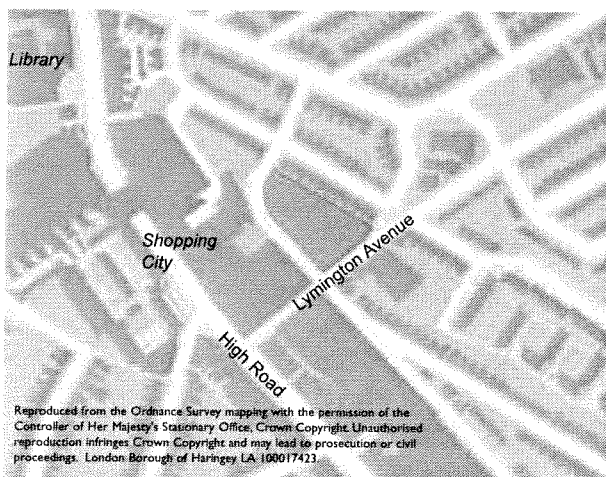 Library
Shopping
City
Lymington Avenue
High Road
Reproduced from the Ordnance Survey mapping with the permission of the
Controller of Her Majesty's Stationary Office, Crown Copyright. Unauthorised
reproduction infringes Crown Copyright and may lead to prosecution or civil
proceedings. London Borough of Haringey LA 100017423.